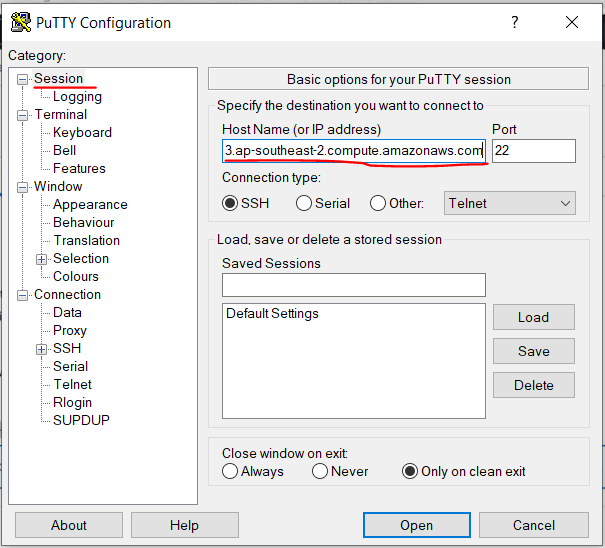 PuTTY Configuration
?
Category:
Session
Logging
Terminal
Keyboard
Bell
Features
Window
Appearance
Behaviour
Translation
Selection
Colours
Connection
Data
Proxy
SSH
Serial
Telnet
Rlogin
SUPDUP
Basic options for your PuTTY session
Specify the destination you want to connect to
Host Name (or IP address) Port
3.ap-southeast-2.compute.amazonaws.com 22
Connection type:
SSH Serial Other: Telnet
Load, save or delete a stored session
Saved Sessions
Default Settings
Load
Save
Delete
Close window on exit:
Always Never Only on clean exit
About Help Open Cancel